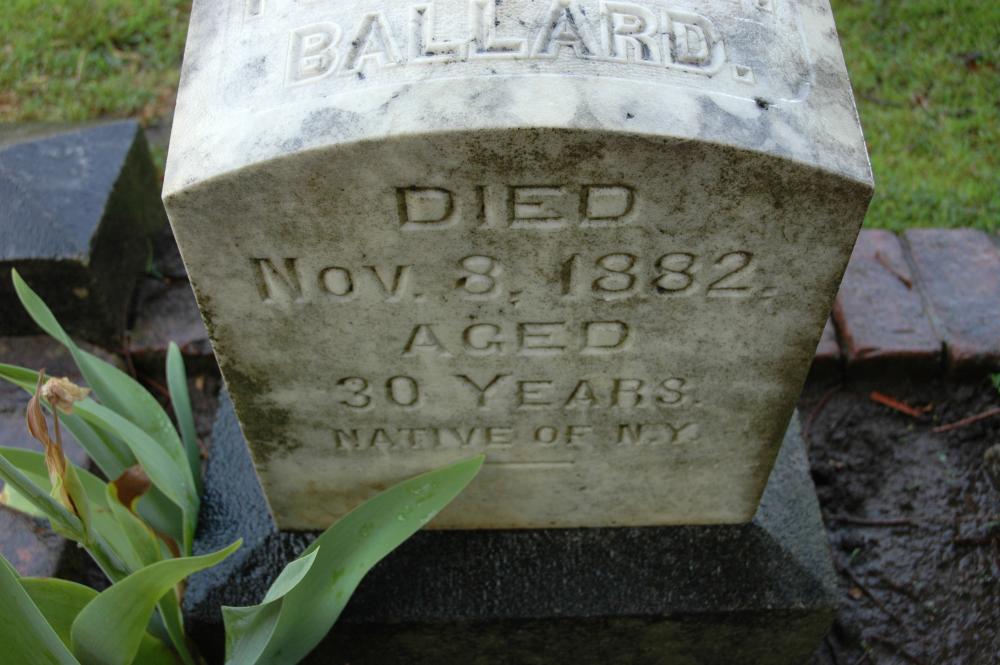 BALLARD.
DIED
NOV. 8, 1882.
AGED
30 YEARS.
NATIVE OF N.Y.